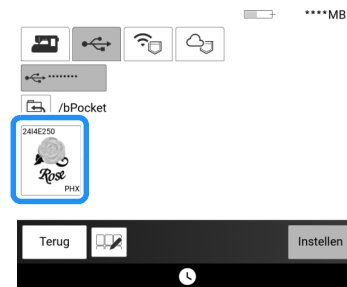 ****MB
········
/bPocket
24I4E250
Rose
PHX
Terug
Instellen